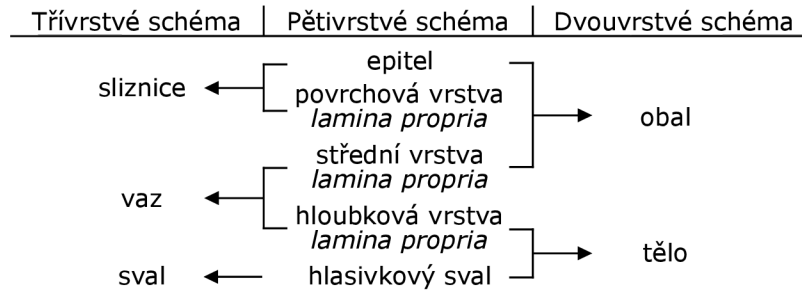 Třívrstvé schéma | Pětivrstvé schéma | Dvouvrstvé schéma
epitel
sliznice
povrchová vrstva
lamina propria
obal
střední vrstva
lamina propria
vaz
hloubková vrstva
lamina propria
tělo
sval
hlasivkový sval